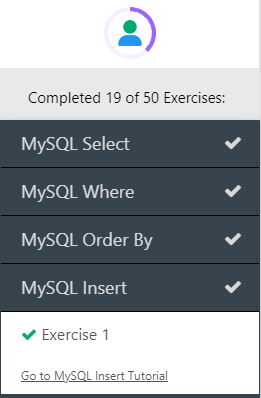 Completed 19 of 50 Exercises:
MySQL Select
MySQL Where
MySQL Order By
MySQL Insert
Exercise 1
Go to MySQL Insert Tutorial